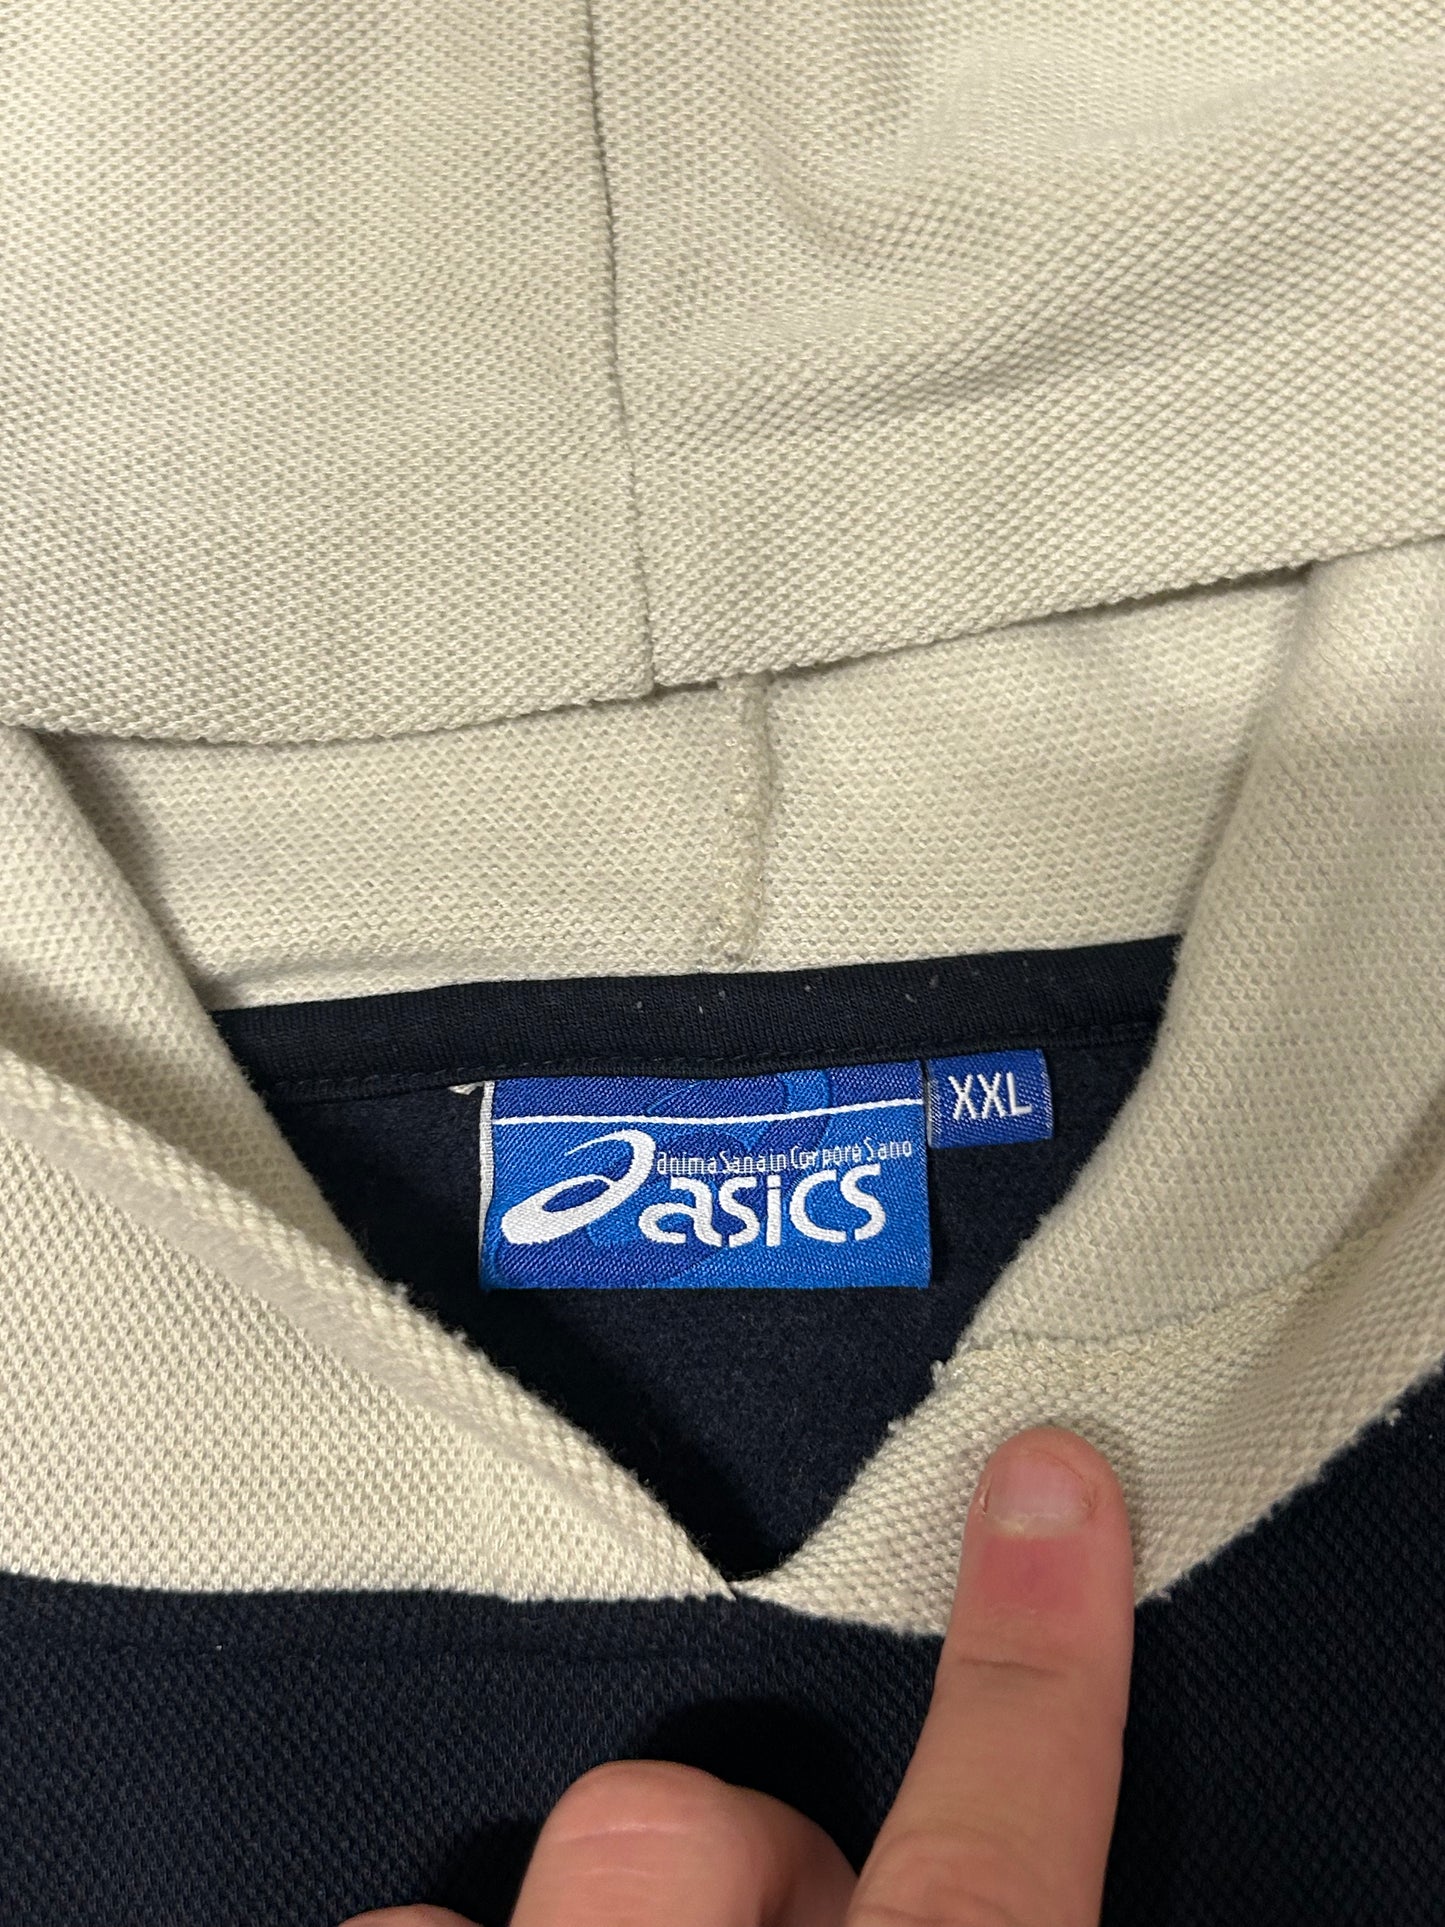 XXL
anima Sana in Corpore Sano
asics